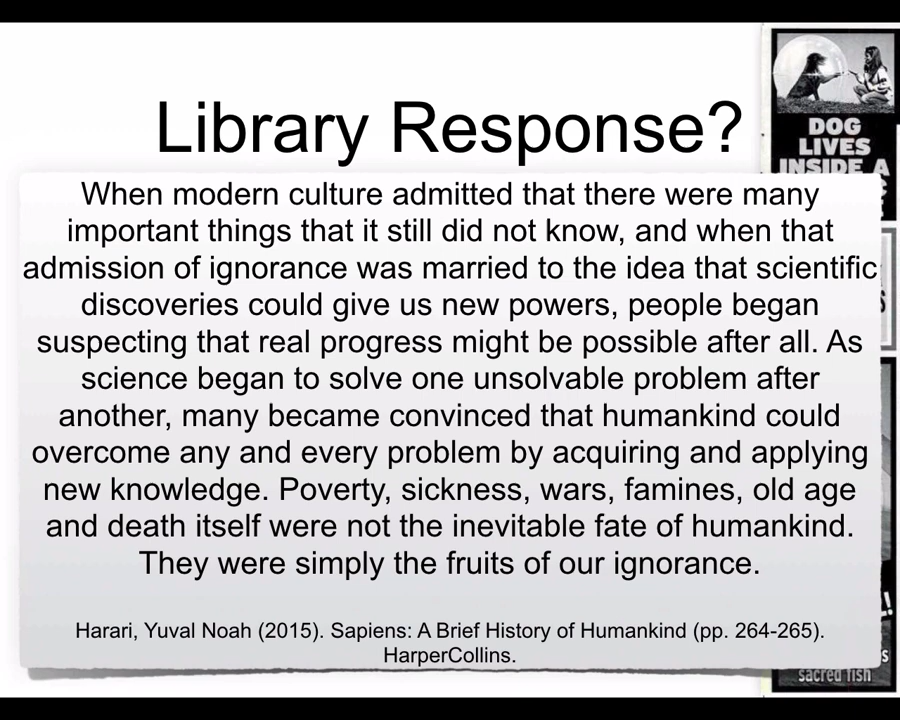 Library Response?
DOG
LIVES
INSIDE A
When modern culture admitted that there were many
important things that it still did not know, and when that
admission of ignorance was married to the idea that scientific
discoveries could give us new powers, people began
suspecting that real progress might be possible after all. As
science began to solve one unsolvable problem after
another, many became convinced that humankind could
overcome any and every problem by acquiring and applying
new knowledge. Poverty, sickness, wars, famines, old age
and death itself were not the inevitable fate of humankind.
They were simply the fruits of our ignorance.
Harari, Yuval Noah (2015). Sapiens: A Brief History of Humankind (pp. 264-265).
HarperCollins.
sacred fish